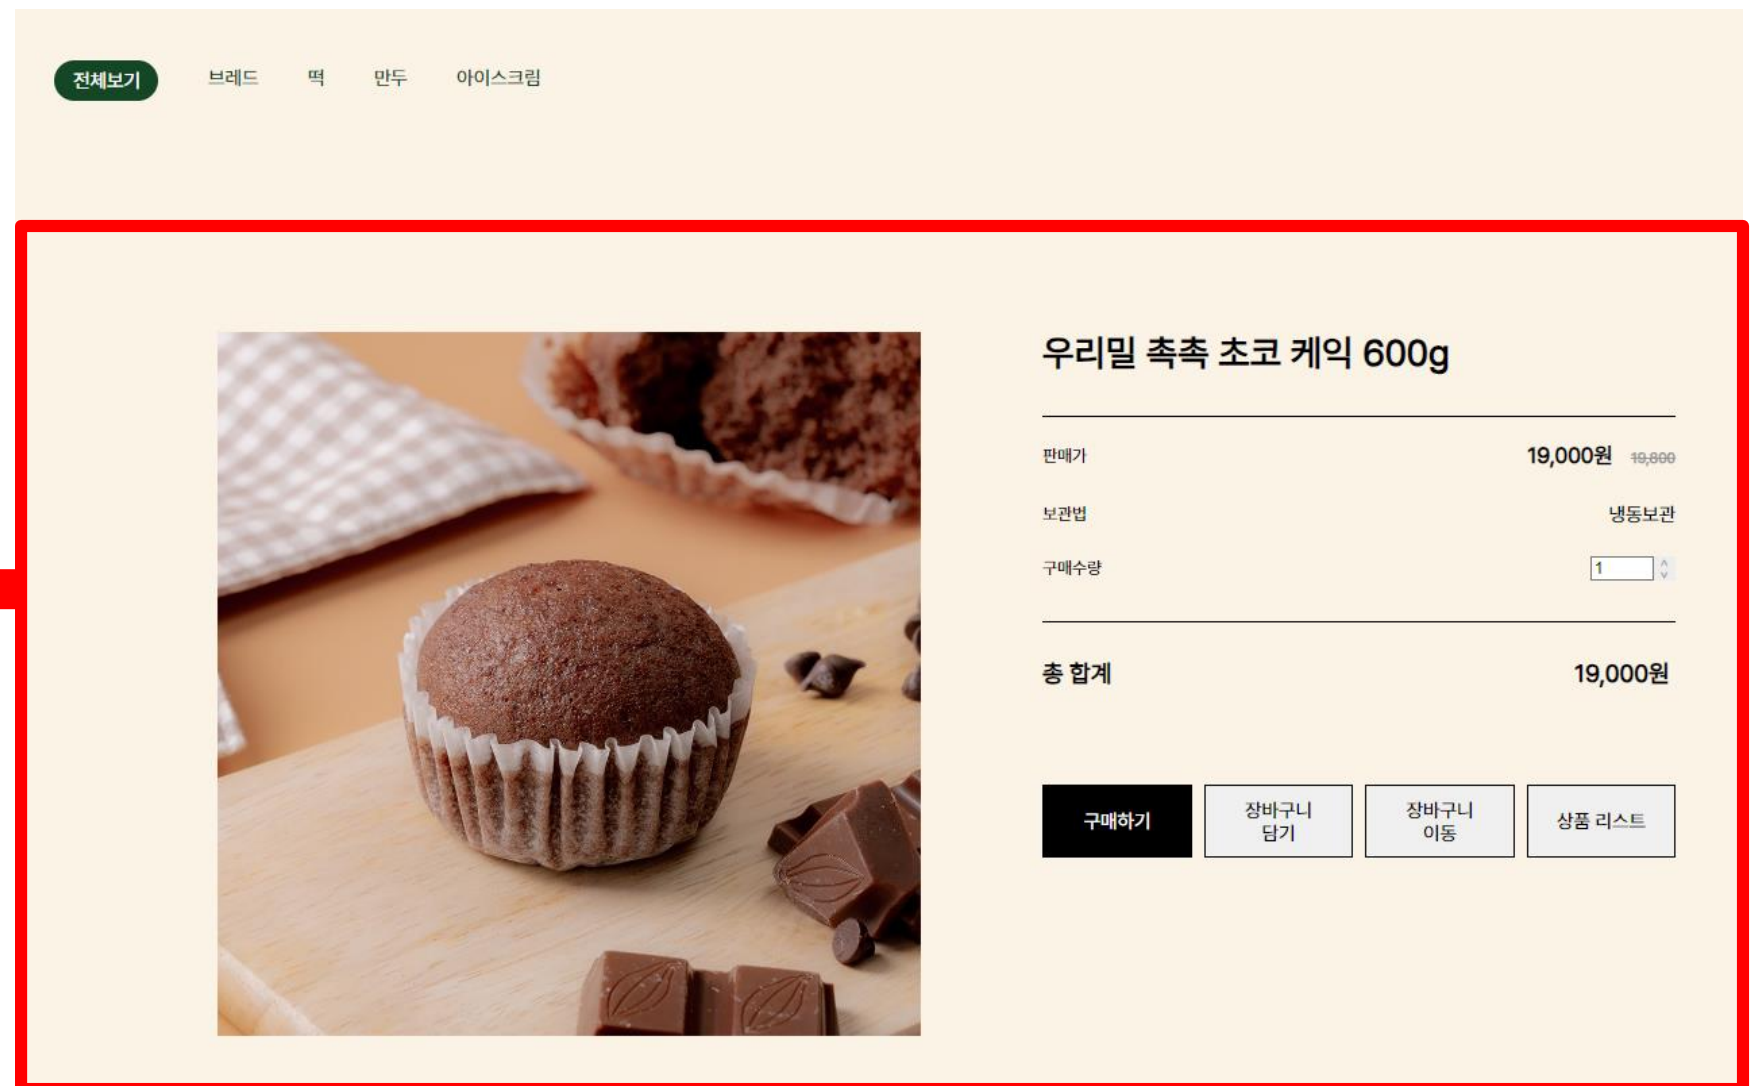 전체보기 브레드 떡 만두 아이스크림
우리밀 촉촉 초코 케익 600g
판매가 19,000원 19,800
보관법 냉동보관
구매수량 1
총 합계 19,000원
구매하기
장바구니
담기
장바구니
이동
상품 리스트